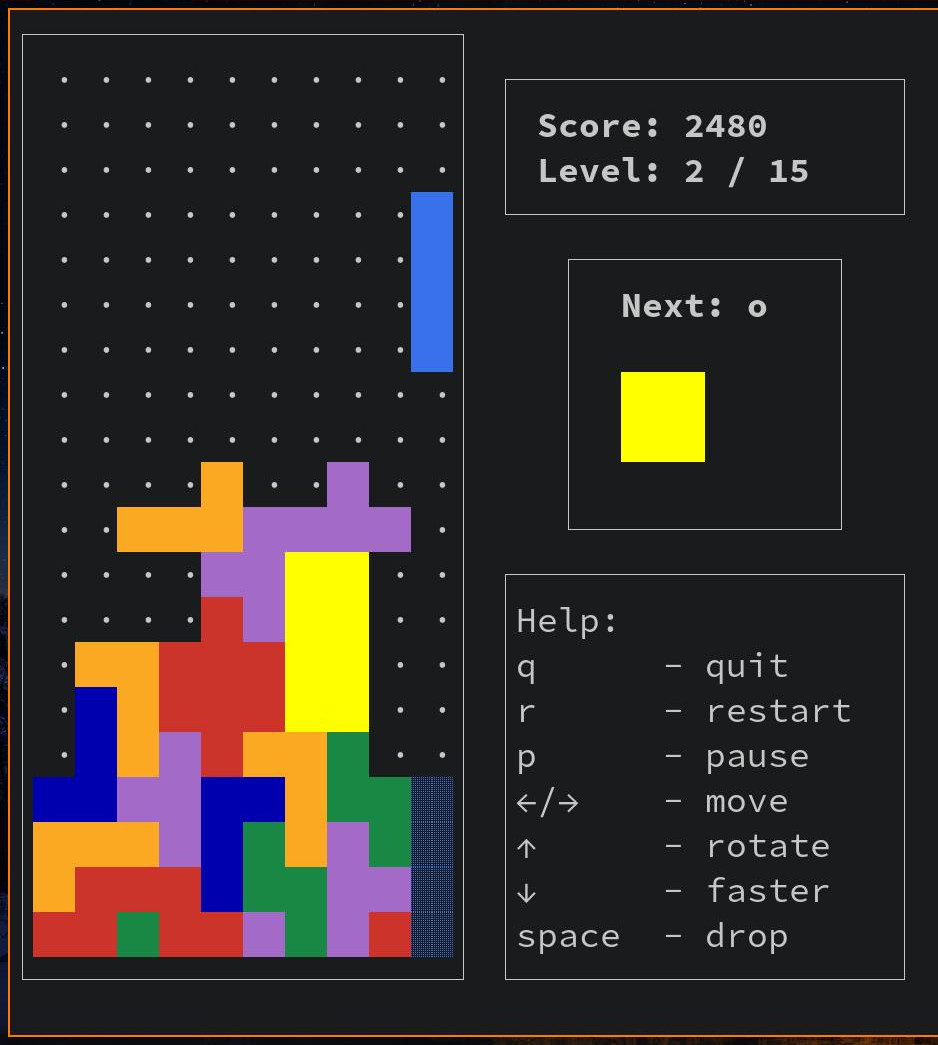 Score: 2480
Level: 2 / 15
Next: o
Help:
q - quit
r - restart
p - pause
←/→ - move
↑ - rotate
↓ - faster
space - drop